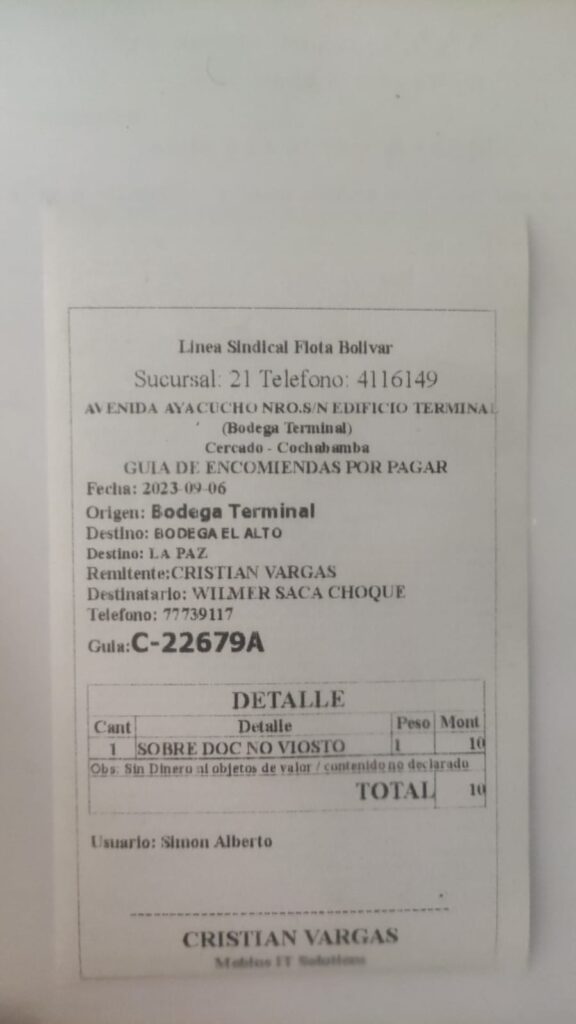 Linea Sindical Flota Bolivar
Sucursal: 21 Telefono: 4116149
AVENIDA AYACUCHO NRO.S/N EDIFICIO TERMINAL
(Bodega Terminal)
Cercado - Cochabamba
GUIA DE ENCOMIENDAS POR PAGAR
Fecha: 2023-09-06
Origen: Bodega Terminal
Destino: BODEGA EL ALTO
Destino: LA PAZ
Remitente:CRISTIAN VARGAS
Destinatario: WILMER SACA CHOQUE
Telefono: 77739117
Guia:C-22679A
DETALLE
Cant Detalle Peso Mont
1 SOBRE DOC NO VIOSTO 1 10
Obs: Sin Dinero ni objetos de valor / contenido no declarado
TOTAL 10
Usuario: Simon Alberto
CRISTIAN VARGAS
Mobius IT Solutions